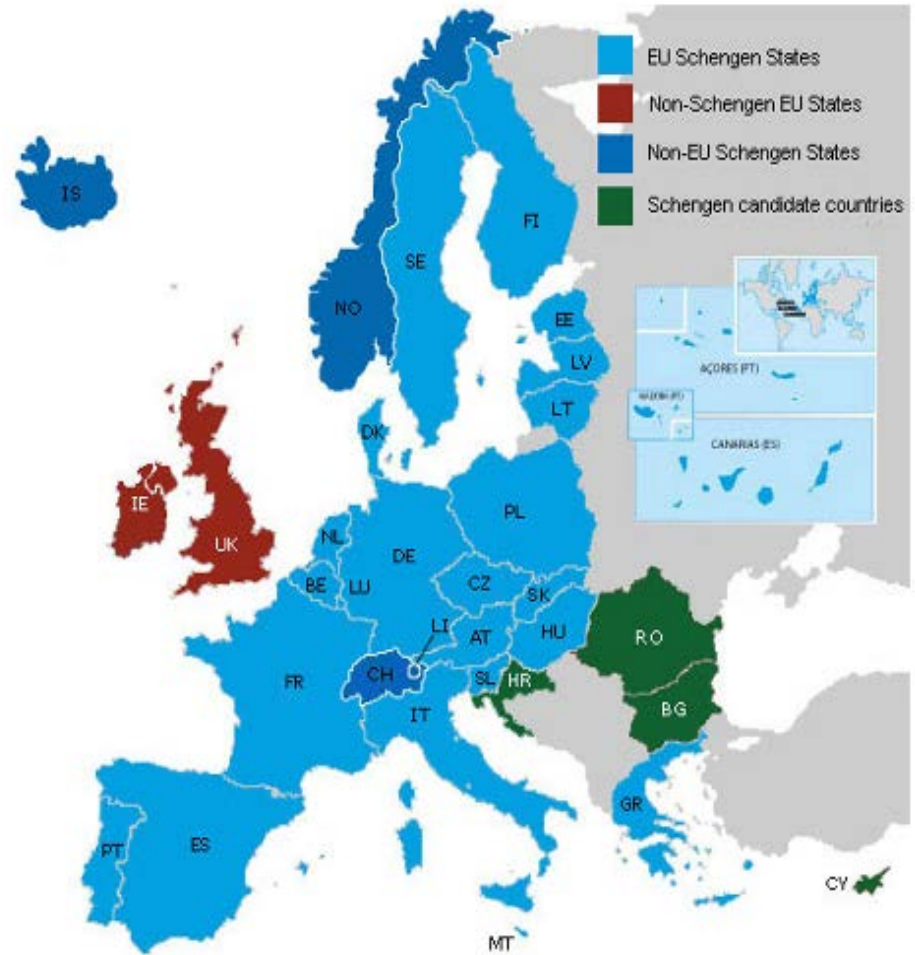 EU Schengen States
Non-Schengen EU States
Non-EU Schengen States
Schengen candidate countries
IS
FI
SE
NO
EE
LV
LT
DK
AÇORES (PT)
MADEIRA (PT)
CANARIAS (ES)
IE
UK
NL
DE
PL
BE
LU
CZ
SK
LI
AT
HU
RO
FR
CH
SL
HR
IT
BG
GR
PT
ES
CY
MT